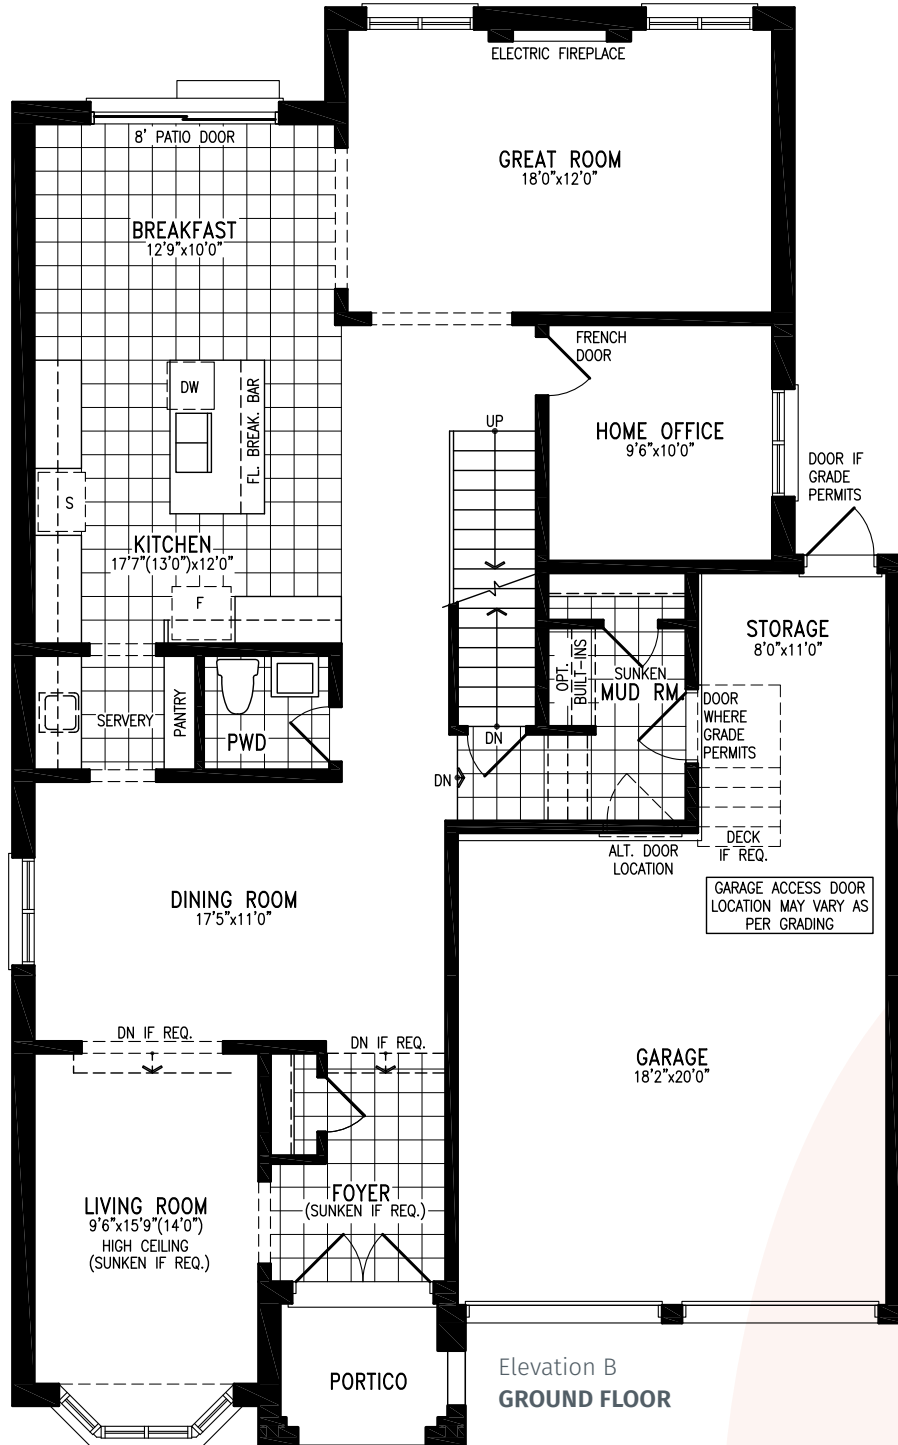 ELECTRIC FIREPLACE
8' PATIO DOOR
GREAT ROOM
18'0"x12'0"
BREAKFAST
12'9"x10'0"
FRENCH
DOOR
DW
FL. BREAK. BAR
UP
HOME OFFICE
9'6"x10'0"
DOOR IF
GRADE
PERMITS
S
KITCHEN
17'7"(13'0")x12'0"
F
STORAGE
8'0"x11'0"
OPT.
BUILT-INS
SUNKEN
MUD RM.
DOOR
WHERE
GRADE
PERMITS
SERVERY
PANTRY
PWD
DN
DN
DECK
IF REQ.
ALT. DOOR
LOCATION
GARAGE ACCESS DOOR
LOCATION MAY VARY AS
PER GRADING
DINING ROOM
17'5"x11'0"
DN IF REQ.
DN IF REQ.
GARAGE
18'2"x20'0"
LIVING ROOM
9'6"x15'9"(14'0")
HIGH CEILING
(SUNKEN IF REQ.)
FOYER
(SUNKEN IF REQ.)
PORTICO
Elevation B
GROUND FLOOR